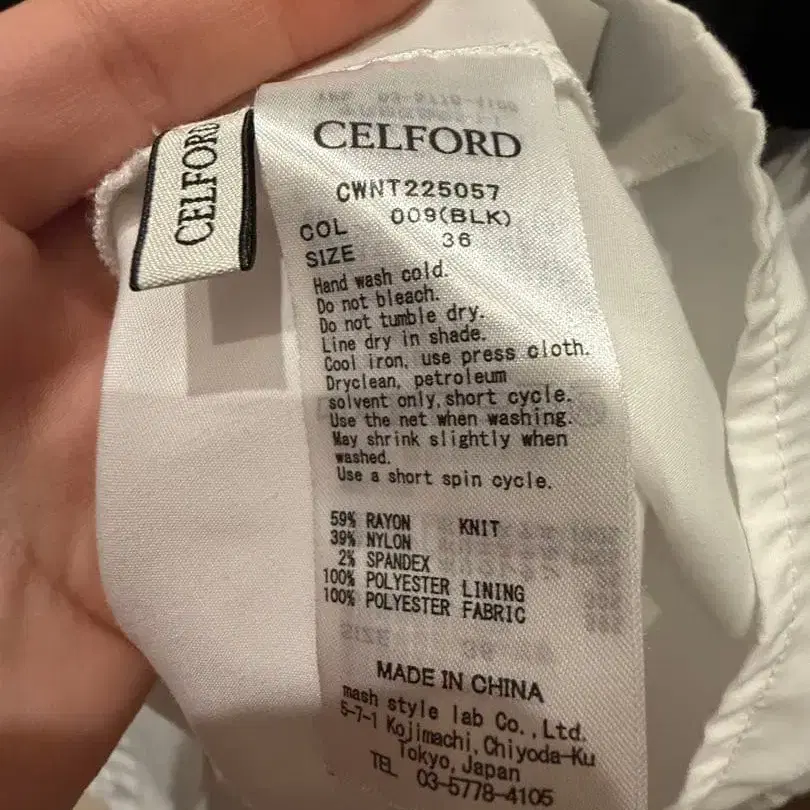 CELFORD
CELFORD
CWNT225057
COL 009(BLK)
SIZE 36
Hand wash cold.
Do not bleach.
Do not tumble dry.
Line dry in shade.
Cool iron, use press cloth.
Dryclean, petroleum
solvent only,short cycle.
Use the net when washing.
May shrink slightly when
washed.
Use a short spin cycle.
59% RAYON KNIT
39% NYLON
2% SPANDEX
100% POLYESTER LINING
100% POLYESTER FABRIC
MADE IN CHINA
mash style lab Co.,Ltd.
5-7-1 Kojimachi,Chiyoda-Ku
Tokyo,Japan
TEL 03-5778-4105